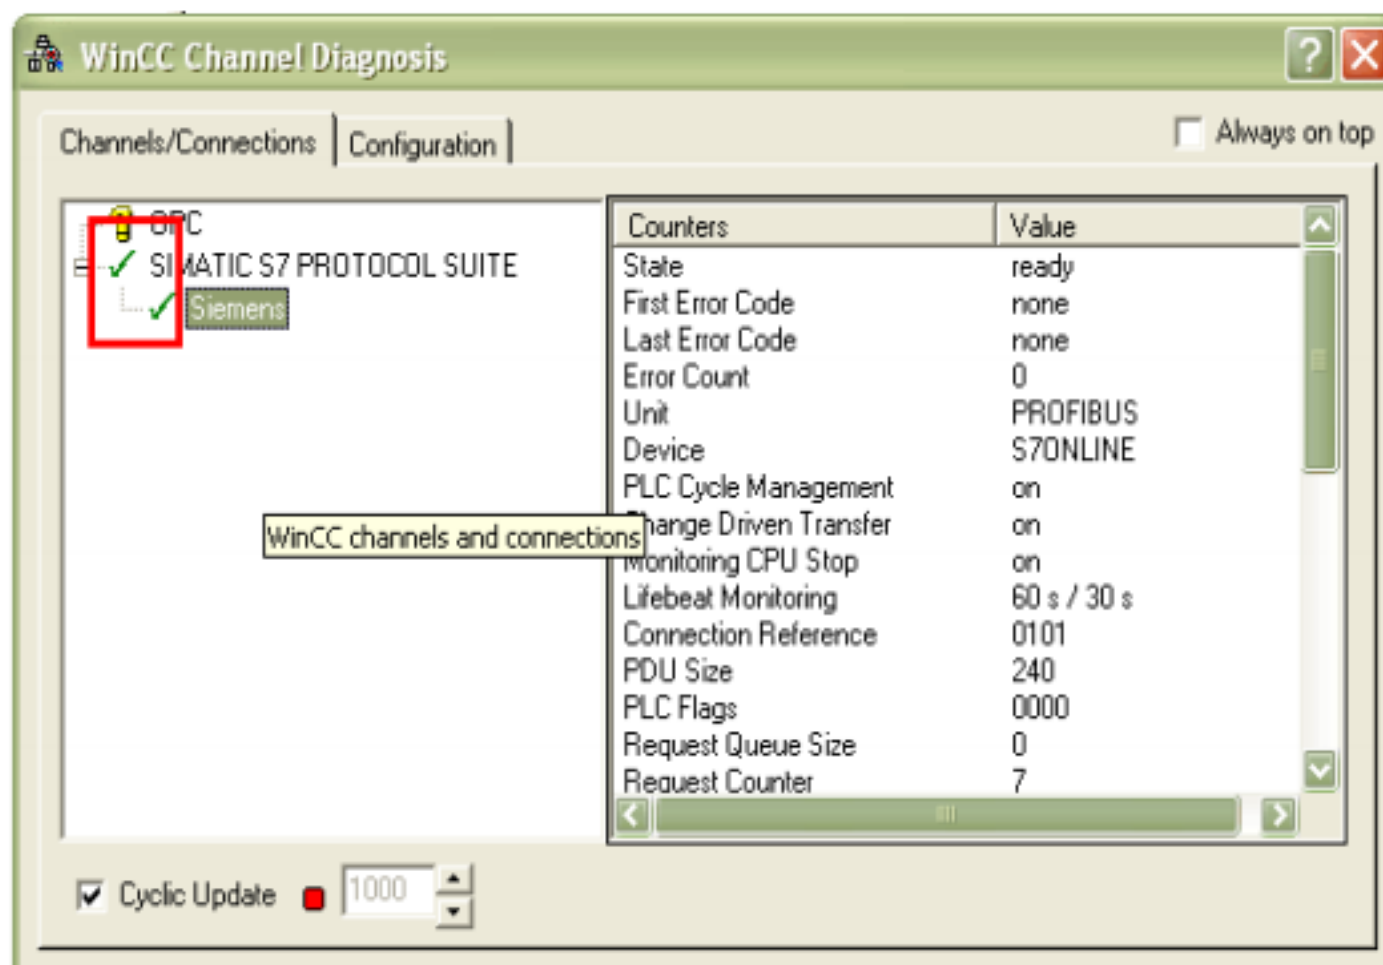 WinCC Channel Diagnosis
Channels/Connections Configuration Always on top
OPC
SIMATIC S7 PROTOCOL SUITE
Siemens
Counters Value
State ready
First Error Code none
Last Error Code none
Error Count 0
Unit PROFIBUS
Device S7ONLINE
PLC Cycle Management on
Change Driven Transfer on
WinCC channels and connections
Monitoring CPU Stop on
Lifebeat Monitoring 60 s / 30 s
Connection Reference 0101
PDU Size 240
PLC Flags 0000
Request Queue Size 0
Request Counter 7
Cyclic Update 1000